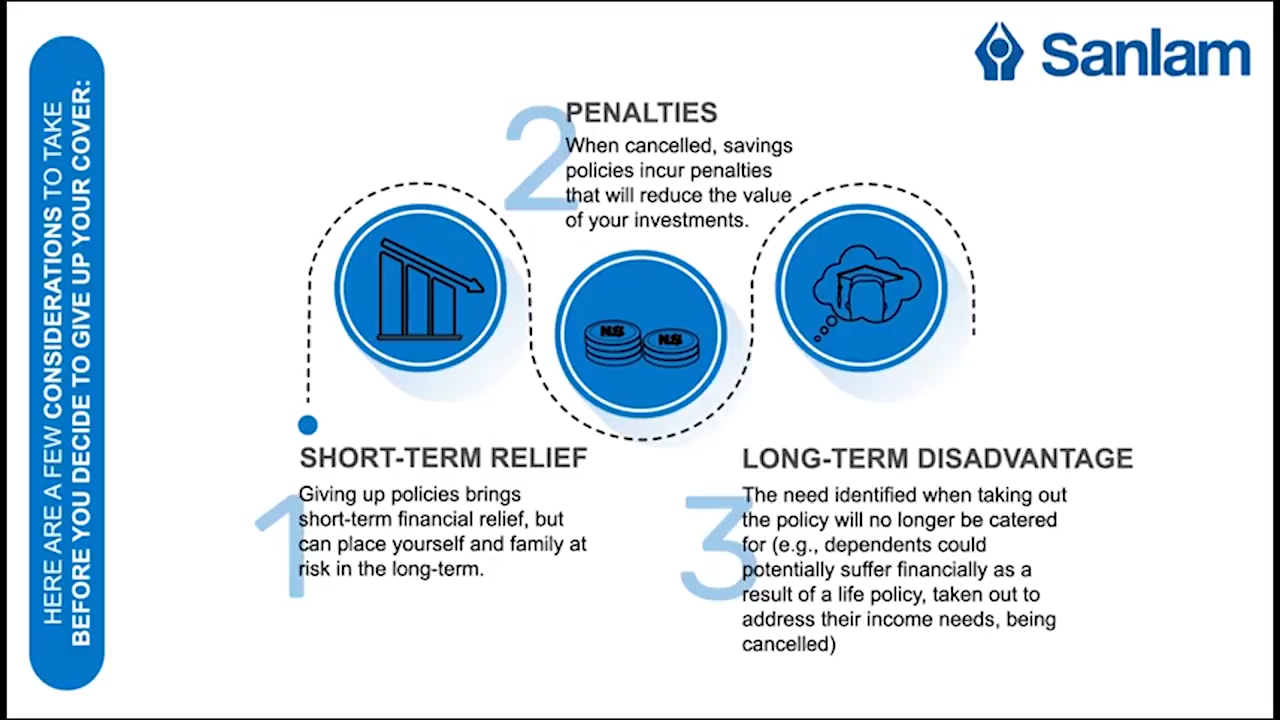 HERE ARE A FEW CONSIDERATIONS TO TAKE
BEFORE YOU DECIDE TO GIVE UP YOUR COVER:
Sanlam
1
SHORT-TERM RELIEF
Giving up policies brings
short-term financial relief, but
can place yourself and family at
risk in the long-term.
2
PENALTIES
When cancelled, savings
policies incur penalties
that will reduce the value
of your investments.
N$
N$
3
LONG-TERM DISADVANTAGE
The need identified when taking out
the policy will no longer be catered
for (e.g., dependents could
potentially suffer financially as a
result of a life policy, taken out to
address their income needs, being
cancelled)